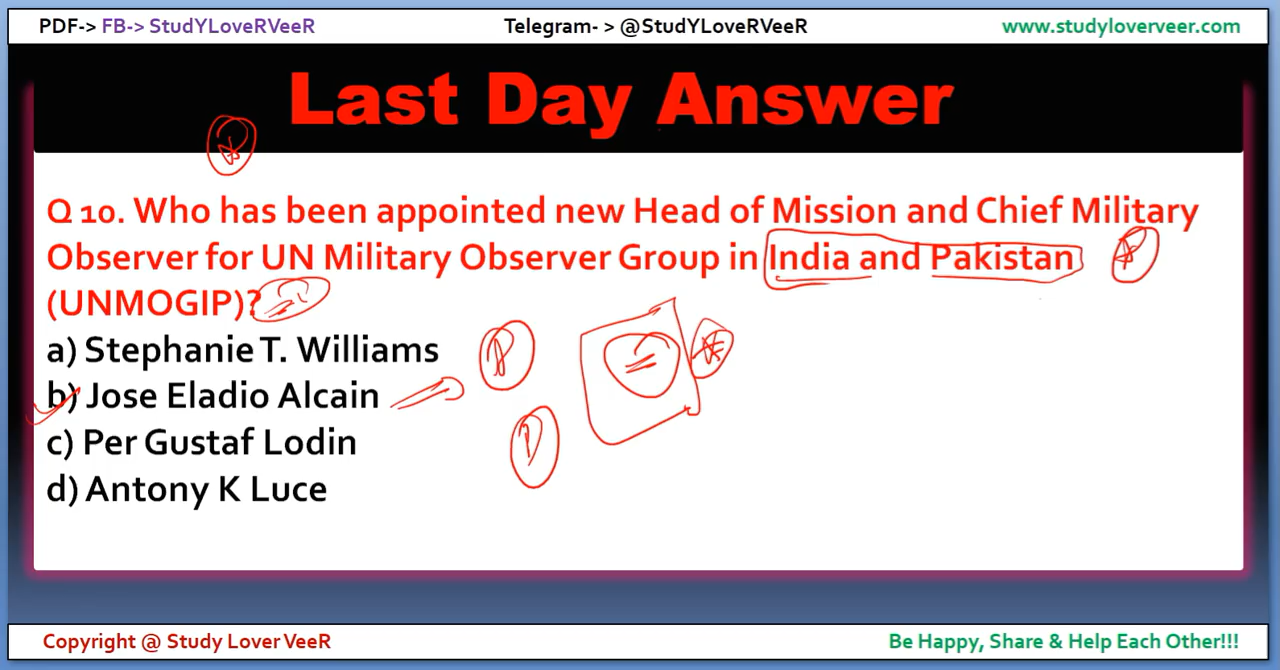 PDF-> FB-> StudYLoveRVeeR Telegram- > @StudYLoveRVeeR www.studyloverveer.com
Last Day Answer
Q 10. Who has been appointed new Head of Mission and Chief Military
Observer for UN Military Observer Group in India and Pakistan
(UNMOGIP)?
a) Stephanie T. Williams
b) Jose Eladio Alcain
c) Per Gustaf Lodin
d) Antony K Luce
Copyright @ Study Lover VeeR Be Happy, Share & Help Each Other!!!